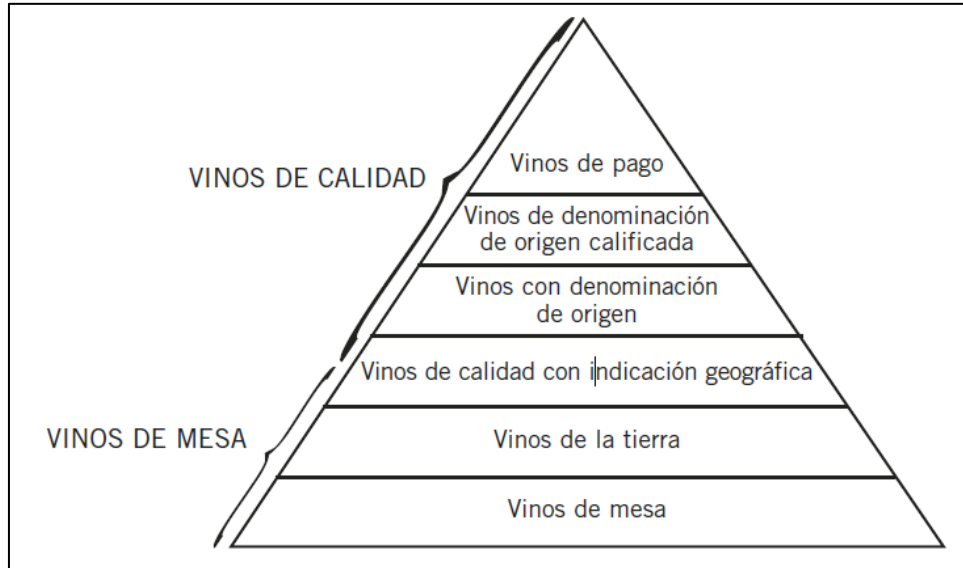 Vinos de pago
VINOS DE CALIDAD
Vinos de denominación
de origen calificada
Vinos con denominación
de origen
Vinos de calidad con indicación geográfica
Vinos de la tierra
VINOS DE MESA
Vinos de mesa